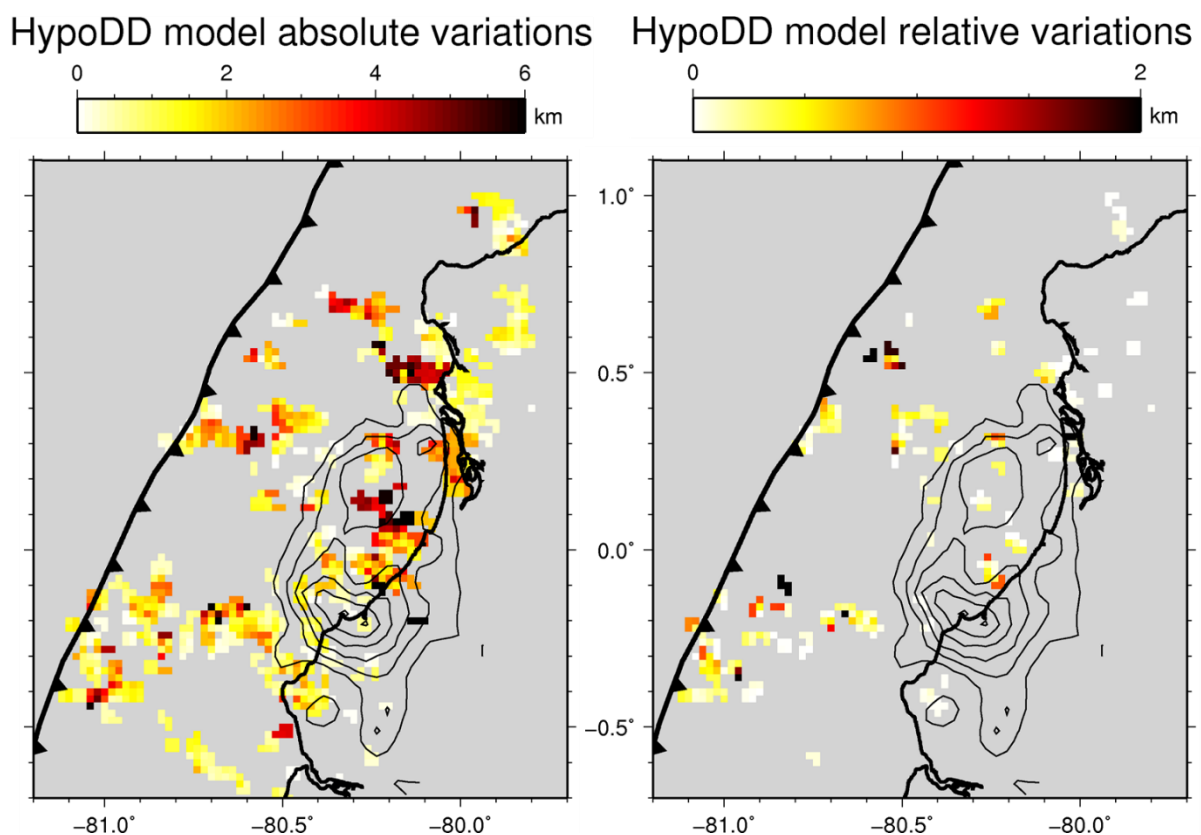 HypoDD model absolute variations
HypoDD model relative variations
0 2 4 6
km
0 2
km
1.0°
0.5°
0.0°
−0.5°
−81.0° −80.5° −80.0°
−81.0° −80.5° −80.0°